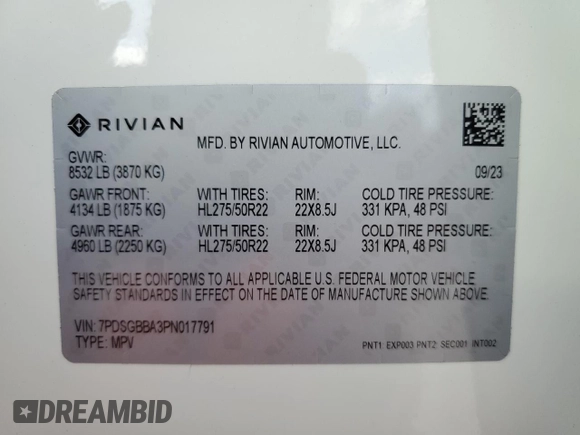 RIVIAN
MFD. BY RIVIAN AUTOMOTIVE, LLC.
GVWR:
8532 LB (3870 KG) 09/23
GAWR FRONT: WITH TIRES: RIM: COLD TIRE PRESSURE:
4134 LB (1875 KG) HL275/50R22 22X8.5J 331 KPA, 48 PSI
GAWR REAR: WITH TIRES: RIM: COLD TIRE PRESSURE:
4960 LB (2250 KG) HL275/50R22 22X8.5J 331 KPA, 48 PSI
THIS VEHICLE CONFORMS TO ALL APPLICABLE U.S. FEDERAL MOTOR VEHICLE
SAFETY STANDARDS IN EFFECT ON THE DATE OF MANUFACTURE SHOWN ABOVE.
VIN: 7PDSGBBA3PN017791
TYPE: MPV PNT1: EXP003 PNT2: SEC001 INT002
DREAMBID